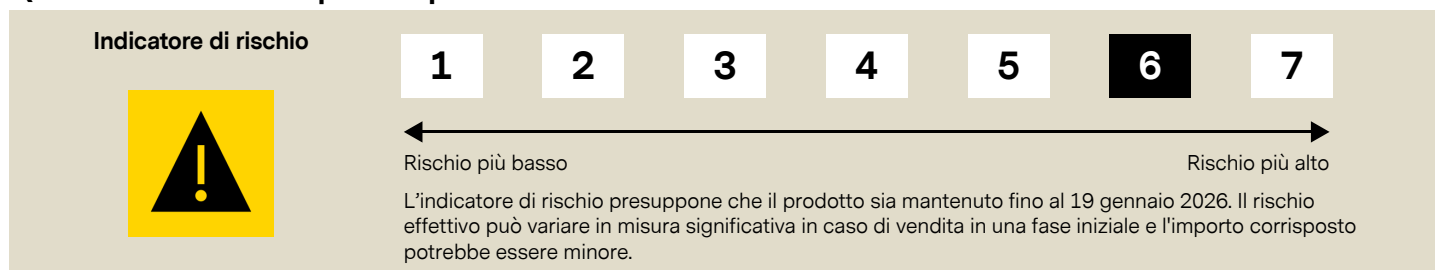 Indicatore di rischio
1 2 3 4 5 6 7
Rischio più basso Rischio più alto
L'indicatore di rischio presuppone che il prodotto sia mantenuto fino al 19 gennaio 2026. Il rischio
effettivo può variare in misura significativa in caso di vendita in una fase iniziale e l'importo corrisposto
potrebbe essere minore.